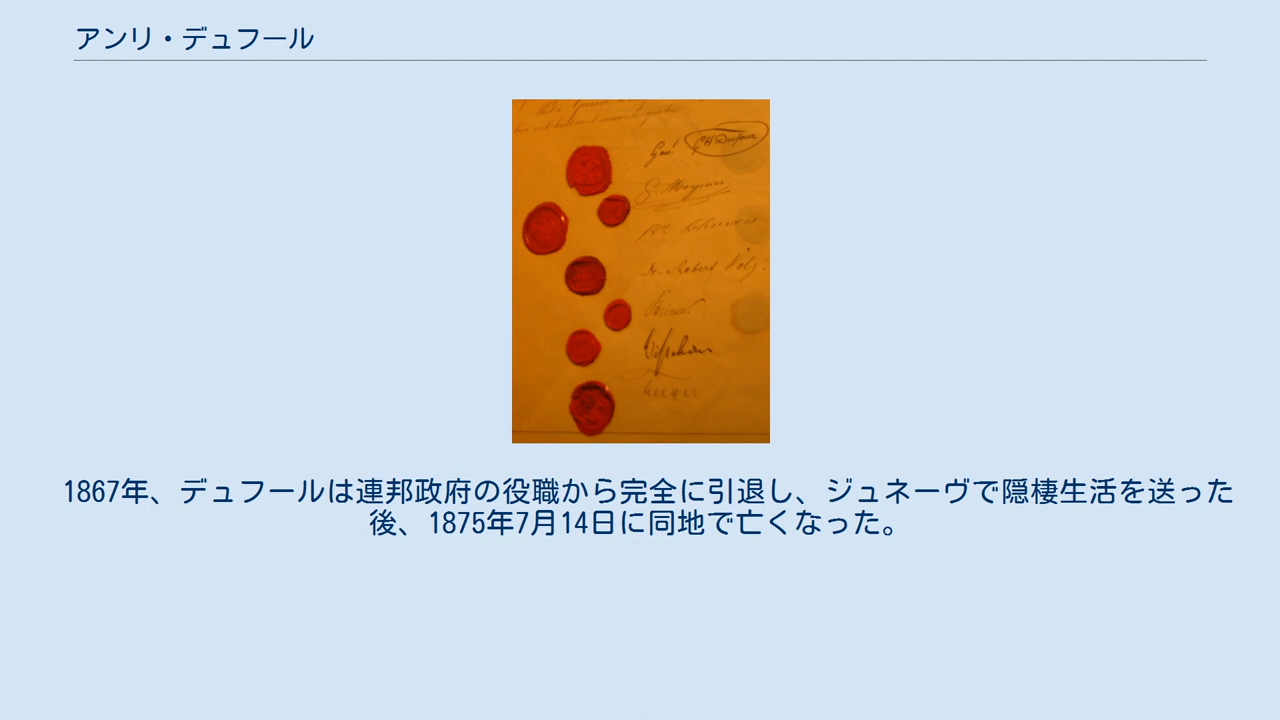 アンリ・デュフール
Dr. Robert Volz
1867年、デュフールは連邦政府の役職から完全に引退し、ジュネーヴで隠棲生活を送った
後、1875年7月14日に同地で亡くなった。